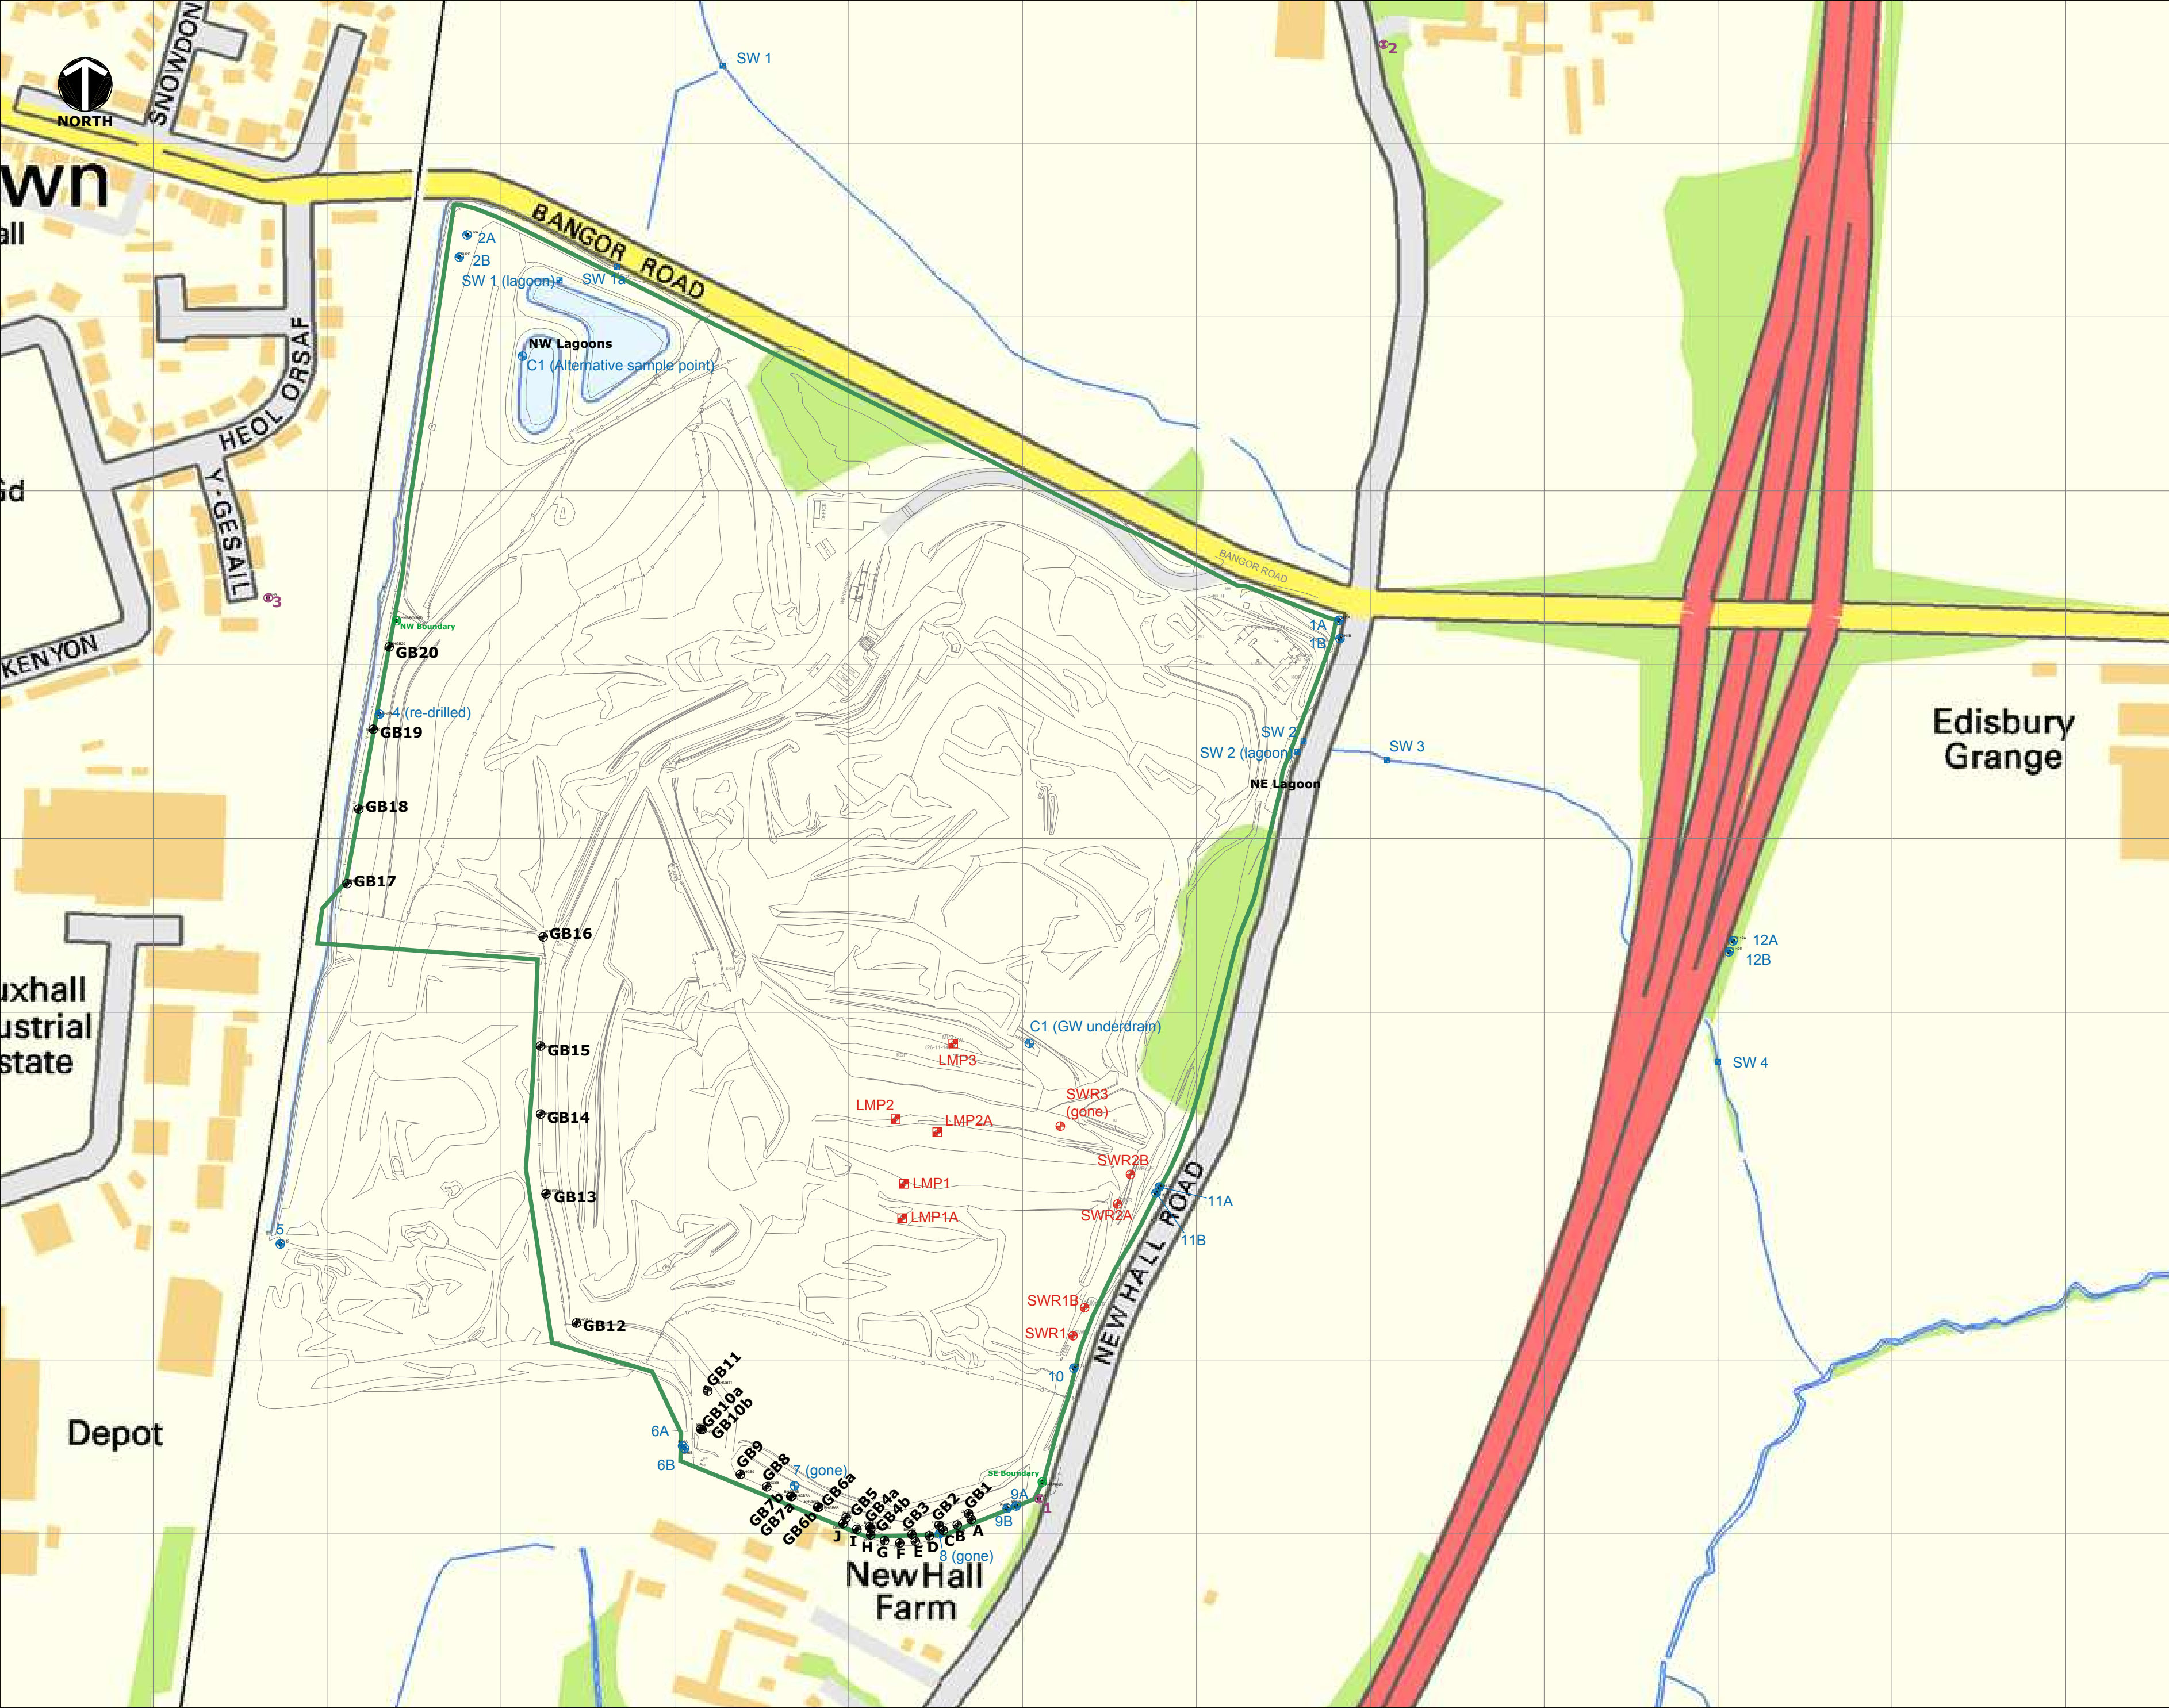 SNOWDON
SW 1
2
NORTH
wn
all
BANGOR ROAD
2A
2B
SW 1 (lagoon)
SW 1a
NW Lagoons
C1 (Alternative sample point)
HEOL ORSAF
Y-GESAIL
OFFICE
BANGOR ROAD
3
1A
1B
NW Boundary
GB20
KENYON
4 (re-drilled)
GB19
SW 2
SW 2 (lagoon)
SW 3
NE Lagoon
Edisbury
Grange
GB18
GB17
GB16
12A
12B
uxhall
ustrial
state
C1 (GW underdrain)
GB15
LMP3
SW 4
SWR3
(gone)
LMP2
LMP2A
GB14
SWR2B
LMP1
GB13
11A
LMP1A
SWR2A
5
11B
NEW HALL ROAD
SWR1B
GB12
SWR1
10
GB11
GB10a
GB10b
6A
6B
Depot
GB9
GB8
7 (gone)
GB7b
GB7a
GB6a
GB6b
GB5
GB4a
GB4b
GB3
GB2
GB1
SE Boundary
9A
9B
1
J
I
H
G
F
E
D
C
B
A
8 (gone)
New Hall
Farm